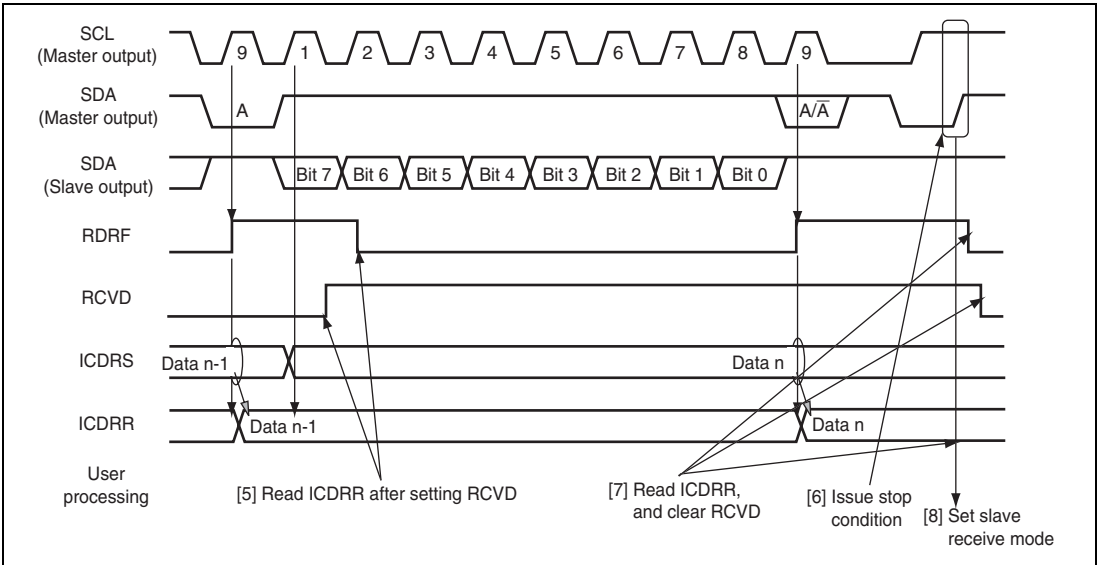 SCL
(Master output)
9
1
2
3
4
5
6
7
8
9
SDA
(Master output)
A
A/A̅
SDA
(Slave output)
Bit 7
Bit 6
Bit 5
Bit 4
Bit 3
Bit 2
Bit 1
Bit 0
RDRF
RCVD
ICDRS
Data n-1
Data n
ICDRR
Data n-1
Data n
User
processing
[5] Read ICDRR after setting RCVD
[7] Read ICDRR,
and clear RCVD
[6] Issue stop
condition
[8] Set slave
receive mode